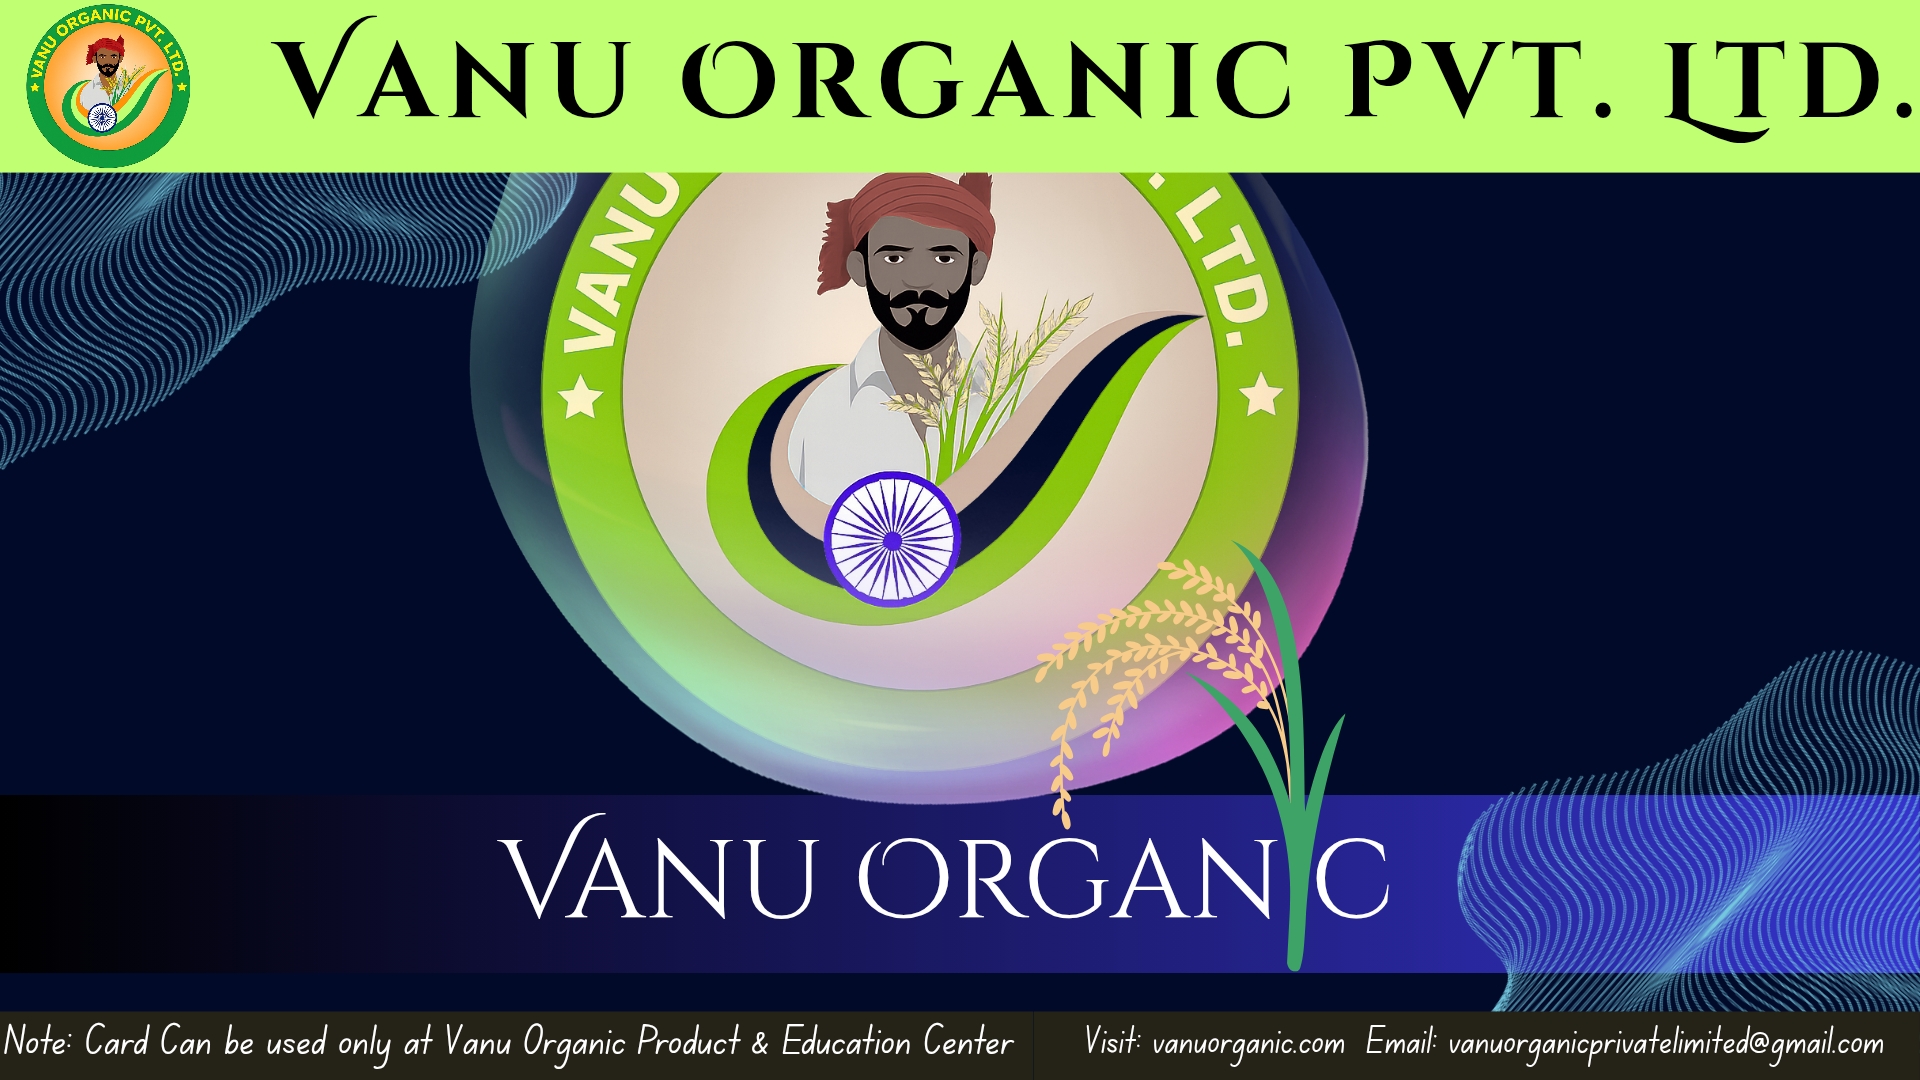 VANU ORGANIC PVT. LTD.
VANU ORGANIC PVT. LTD.
VANU . LTD.
VANU ORGANIC
Note: Card Can be used only at Vanu Organic Product & Education Center
Visit: vanuorganic.com Email: vanuorganicprivatelimited@gmail.com